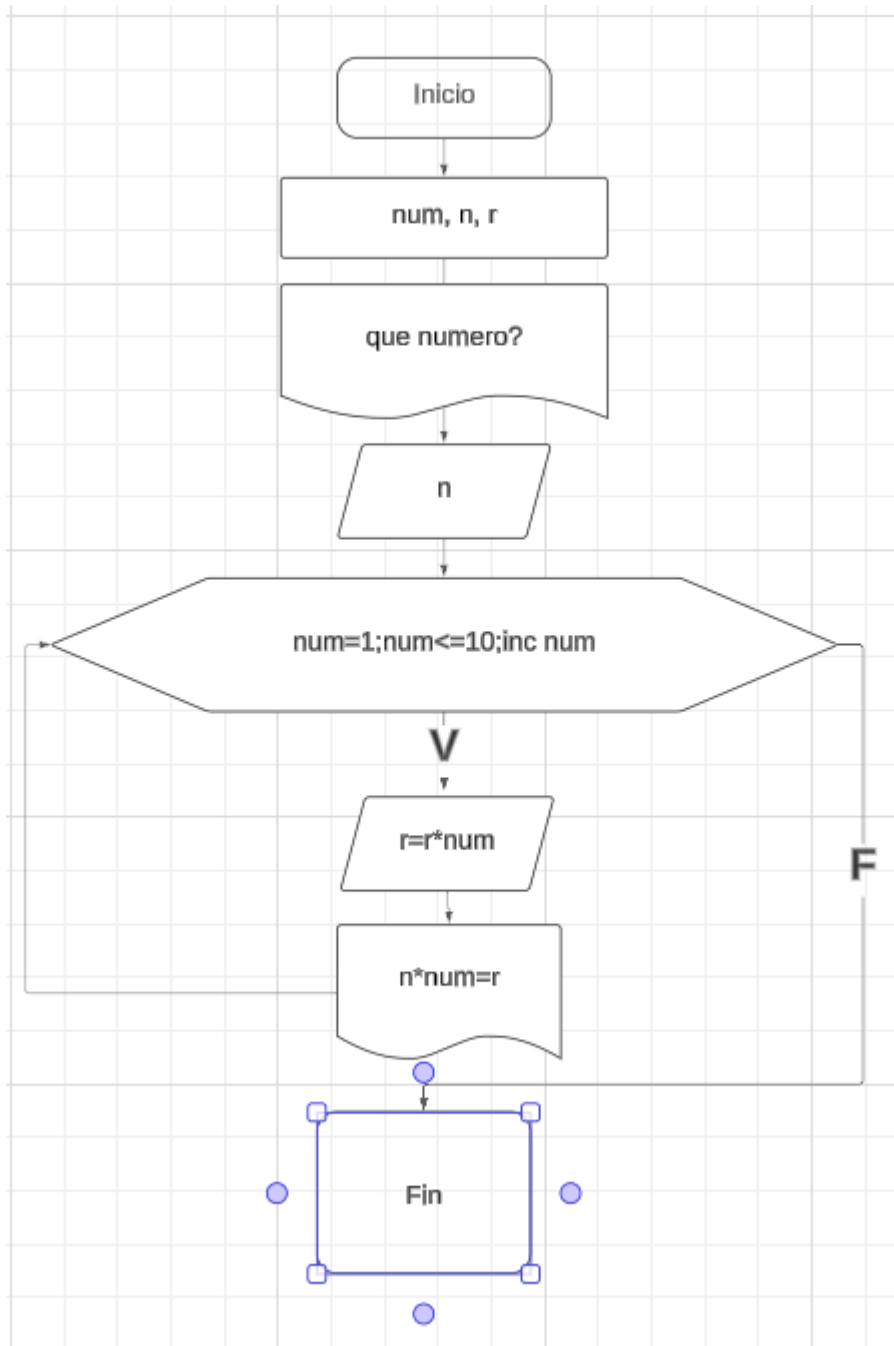 Inicio
num, n, r
que numero?
n
num=1;num<=10;inc num
V
r=r*num
F
n*num=r
Fin